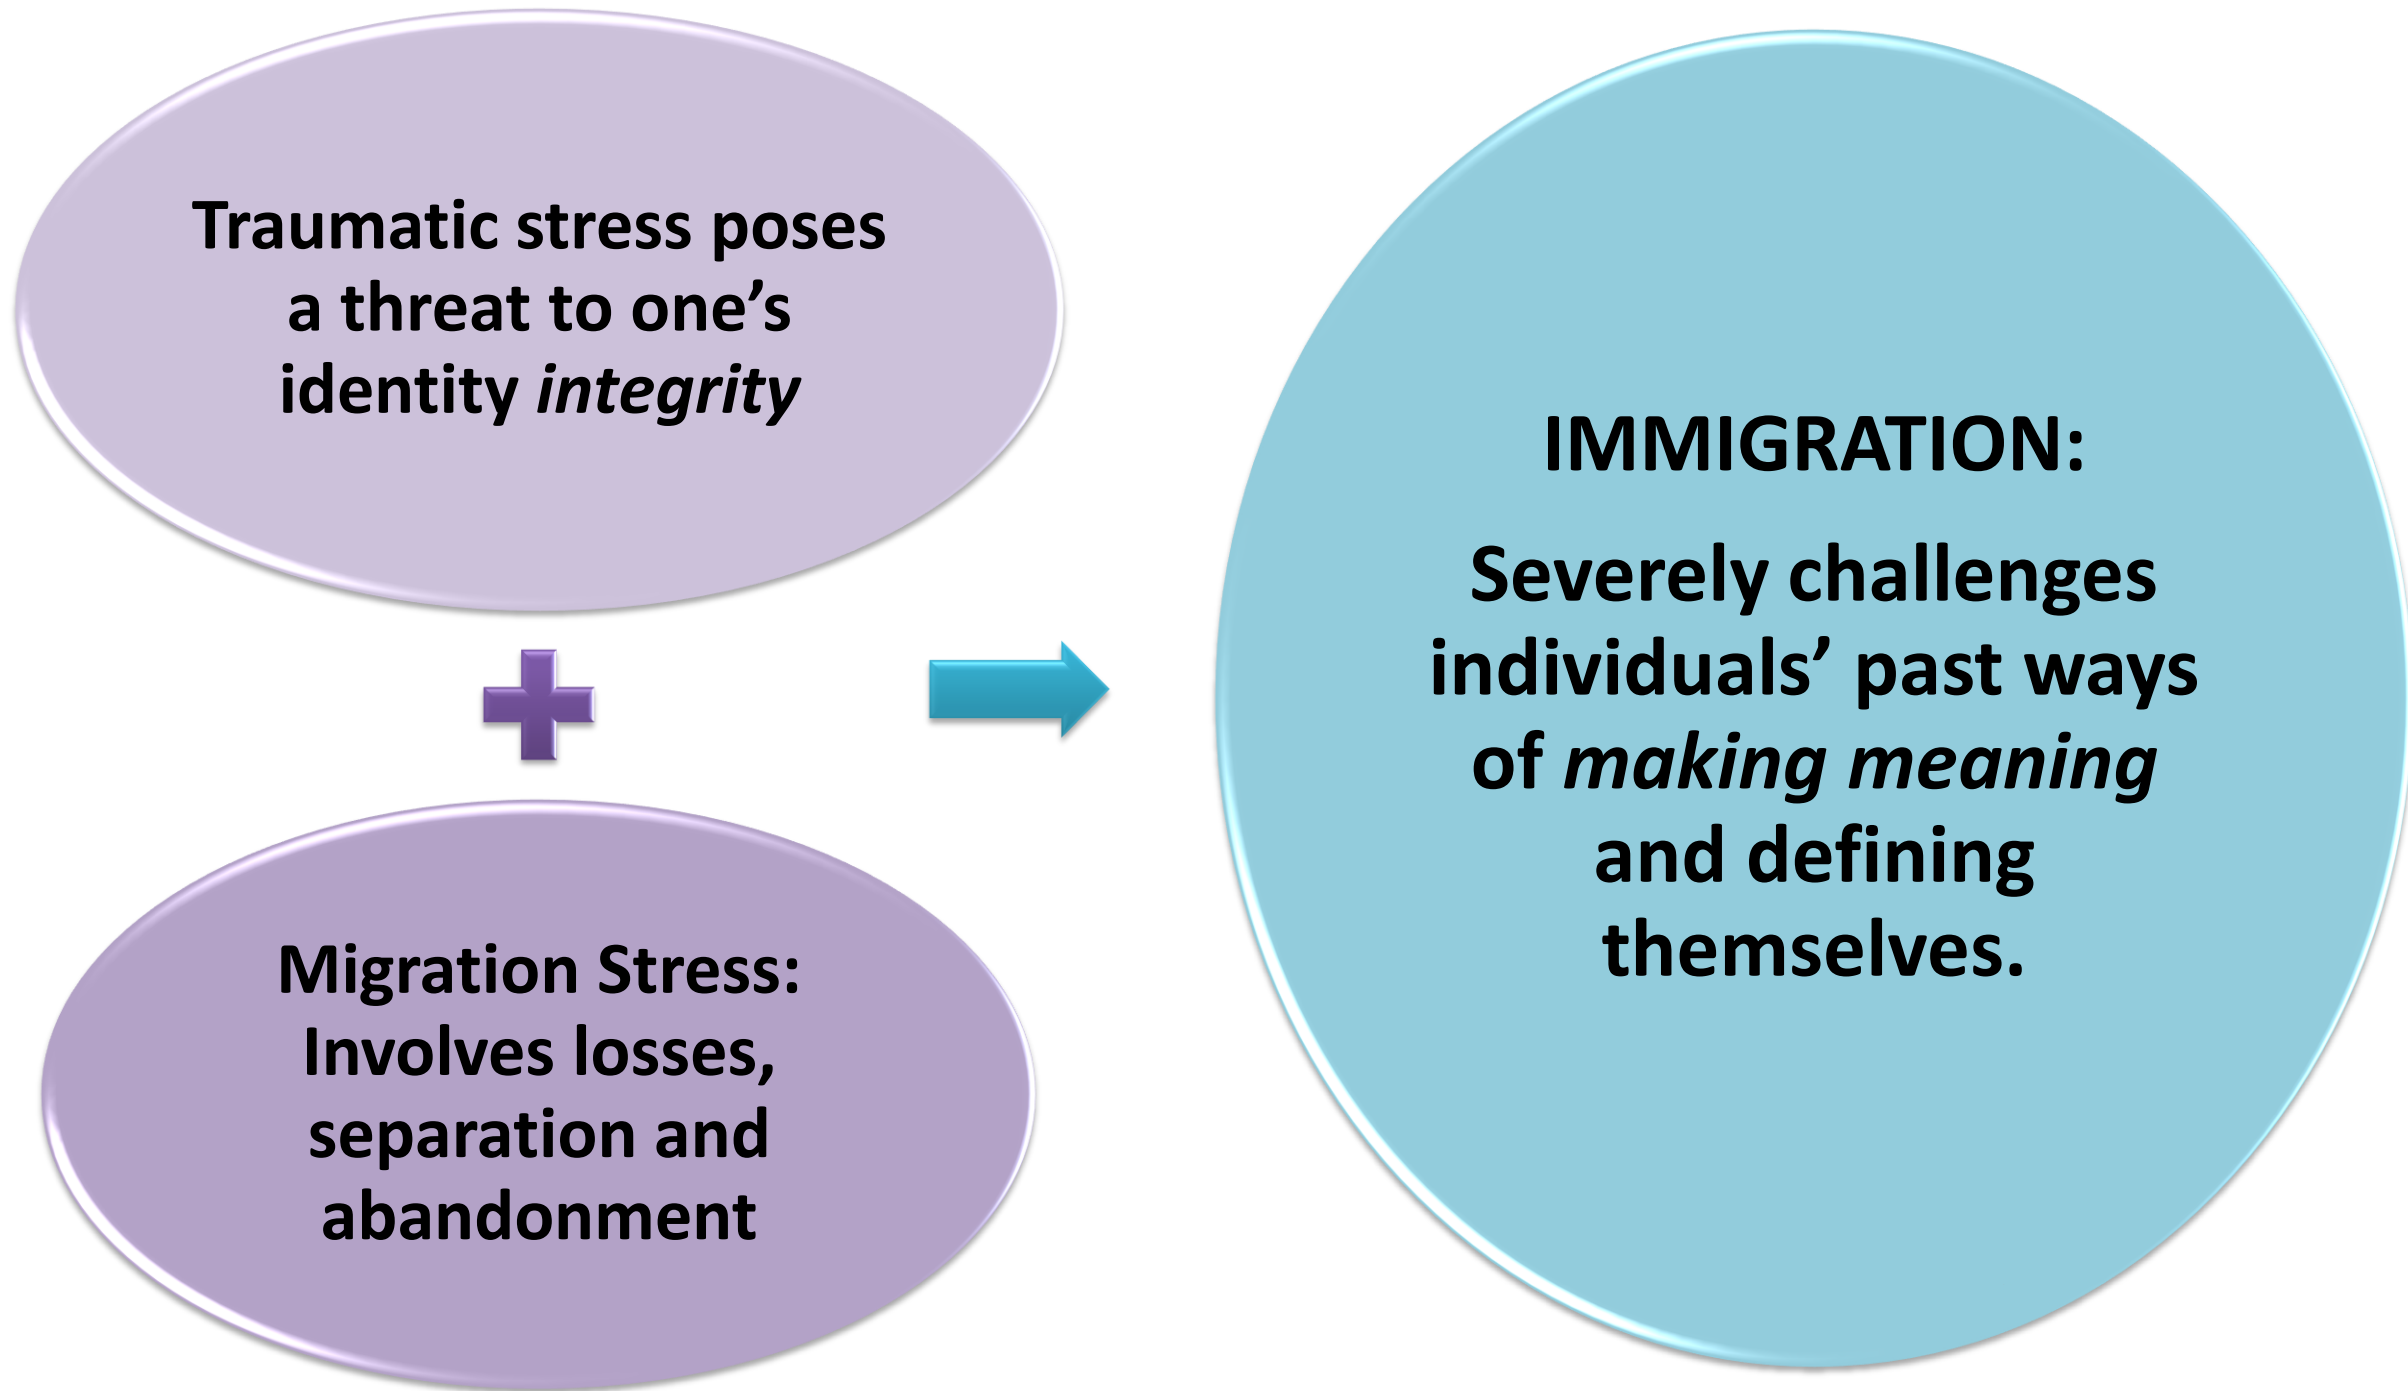 Traumatic stress poses
a threat to one’s
identity integrity
Migration Stress:
Involves losses,
separation and
abandonment
IMMIGRATION:
Severely challenges
individuals’ past ways
of making meaning
and defining
themselves.